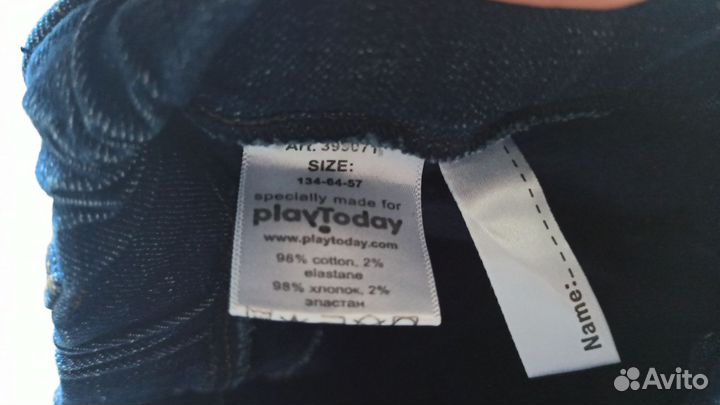 SIZE:
134-64-57
specially made for
playToday
www.playtoday.com
98% cotton, 2%
elastane
98% хлопок, 2%
эластан
Name:
Avito